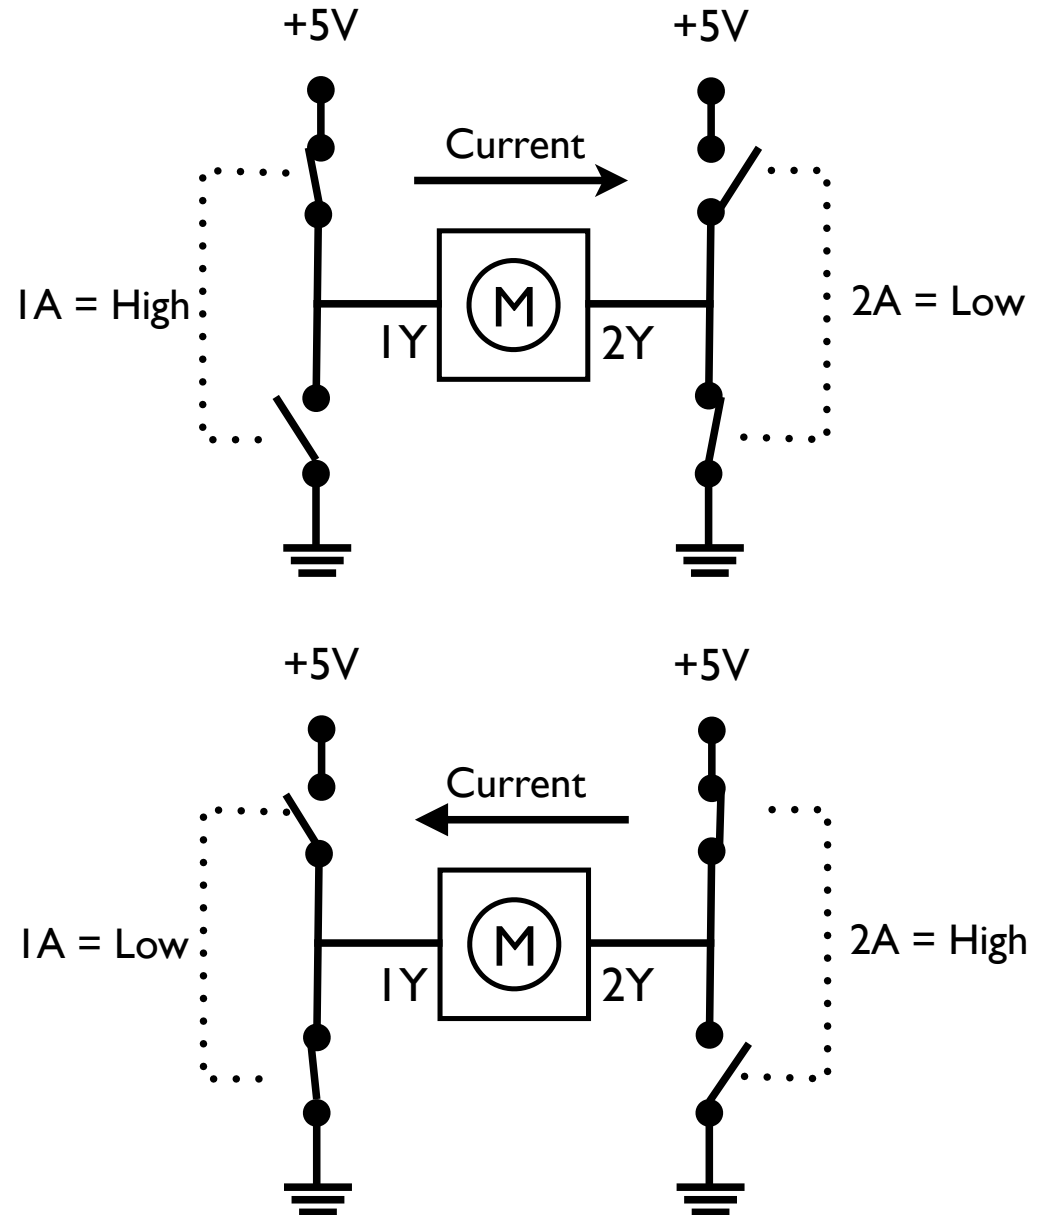 +5V +5V
Current
1A = High
2A = Low
M
1Y 2Y
+5V +5V
Current
1A = Low
2A = High
M
1Y 2Y